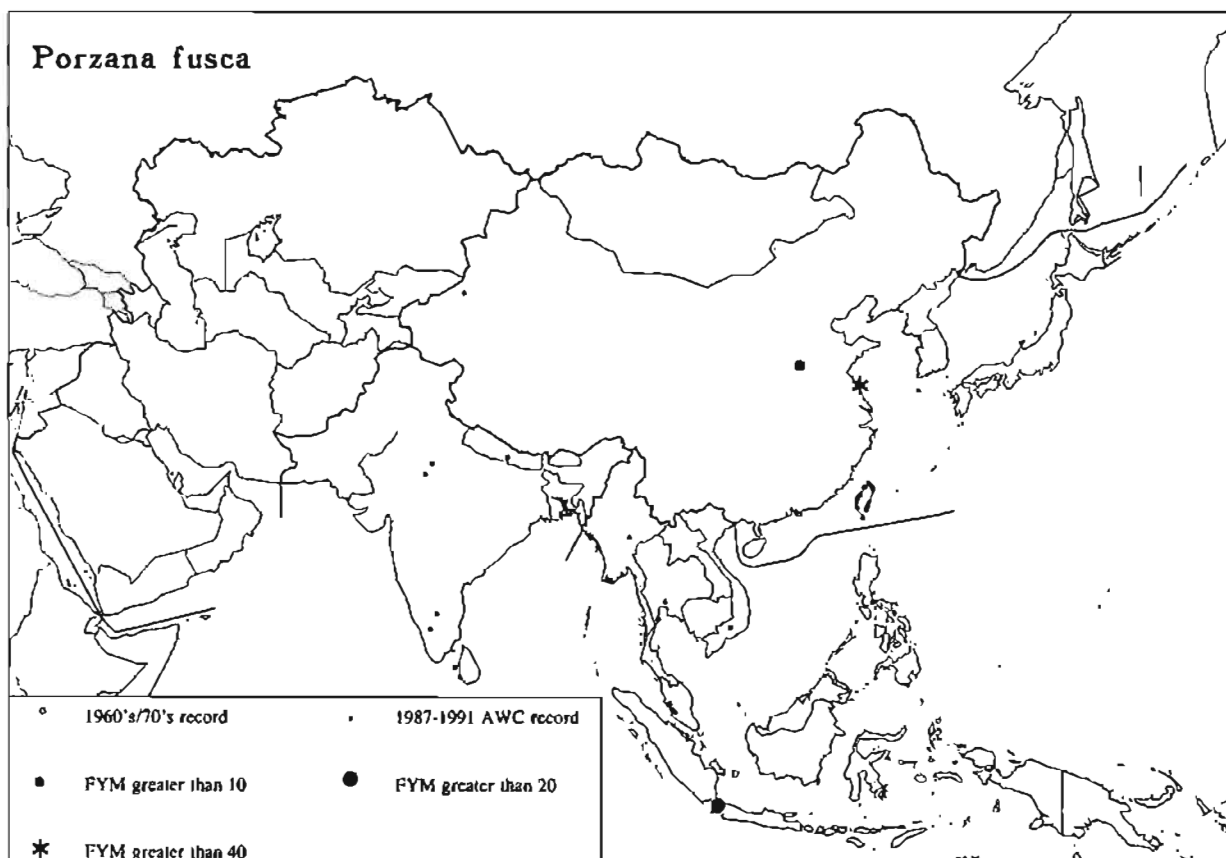 Porzana fusca
1960's/70's record
1987-1991 AWC record
FYM greater than 10
FYM greater than 20
FYM greater than 40